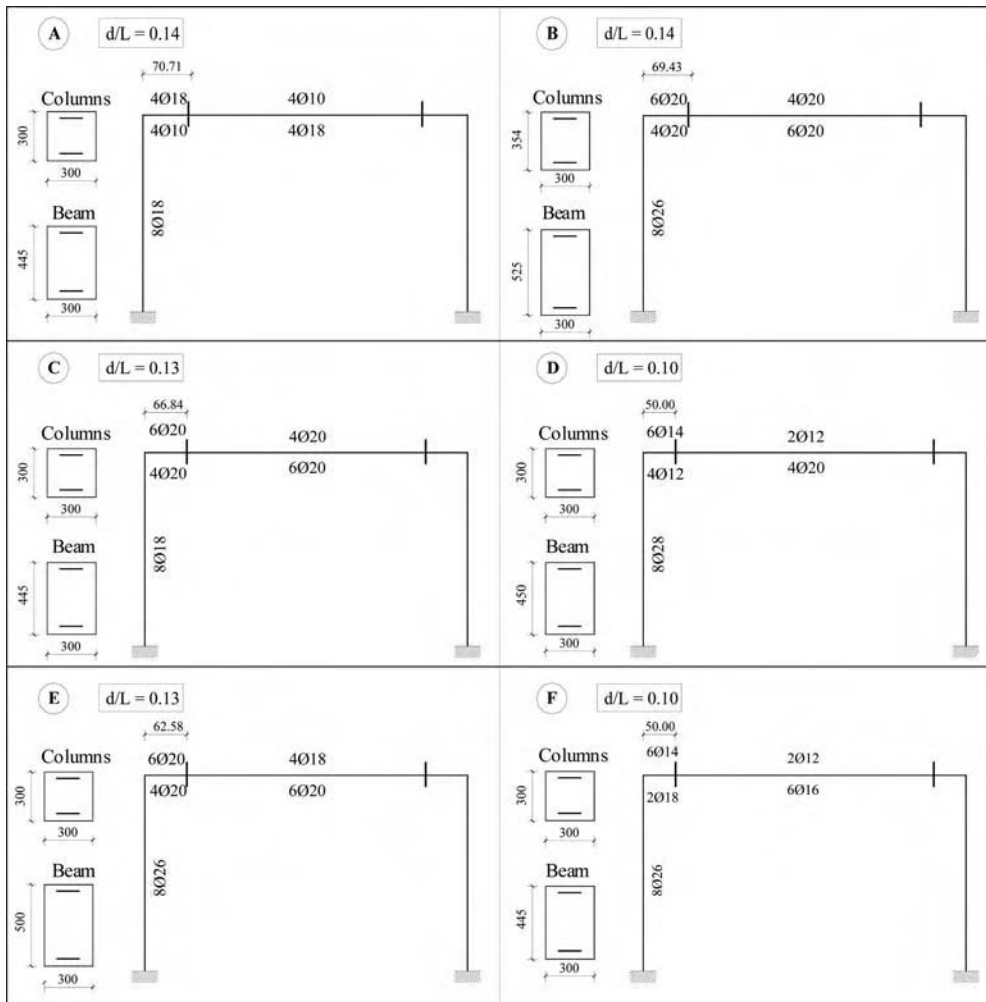 A d/L = 0.14
70.71
Columns 4Ø18 4Ø10
300 4Ø10 4Ø18
300
Beam
8Ø18
445
300
B d/L = 0.14
69.43
Columns 6Ø20 4Ø20
354 4Ø20 6Ø20
300
Beam
8Ø26
525
300
C d/L = 0.13
66.84
Columns 6Ø20 4Ø20
300 4Ø20 6Ø20
300
Beam
8Ø18
445
300
D d/L = 0.10
50.00
Columns 6Ø14 2Ø12
300 4Ø12 4Ø20
300
Beam
8Ø28
450
300
E d/L = 0.13
62.58
Columns 6Ø20 4Ø18
300 4Ø20 6Ø20
300
Beam
8Ø26
500
300
F d/L = 0.10
50.00
Columns 6Ø14 2Ø12
300 2Ø18 6Ø16
300
Beam
8Ø26
445
300